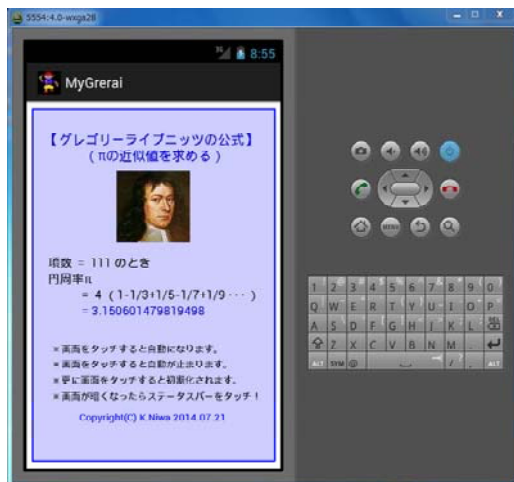 5554:4.0-wxga28
3G 8:55
MyGrerai
【グレゴリーライプニッツの公式】
(πの近似値を求める)
項数 = 111 のとき
円周率π
= 4 (1-1/3+1/5-1/7+1/9‥‥)
= 3.150601479819498
※画面をタッチすると自動になります。
※画面をタッチすると自動が止まります。
※更に画面をタッチすると初期化されます。
※画面が暗くなったらステータスバーをタッチ！
Copyright(C) K.Niwa 2014.07.21
MENU
1 2 3 4 5 6 7 8 9 0
Q W E R T Y U I O P
A S D F G H J K L DEL
Z X C V B N M .
ALT SYM @ / , ALT